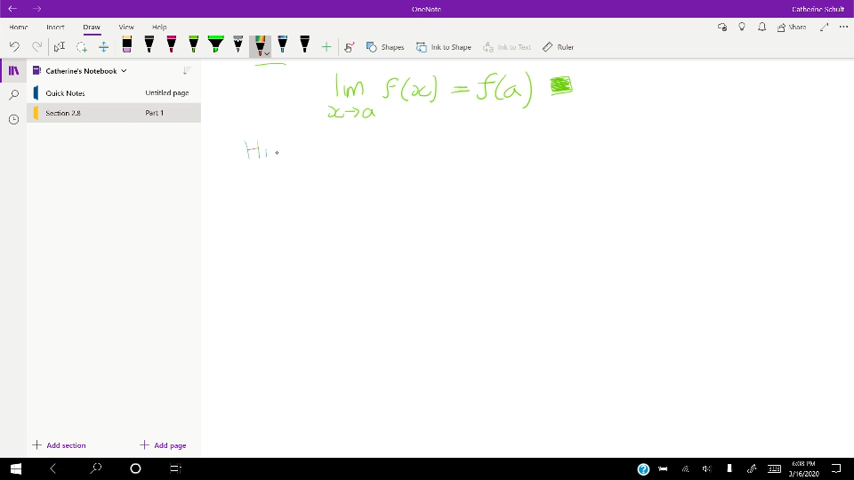 OneNote
Catherine Schult
Home Insert Draw View Help
Share
Shapes Ink to Shape Ink to Text Ruler
Catherine's Notebook
Quick Notes Untitled page
Section 2.8 Part 1
lim f(x) = f(a)
x→a
Hi
+ Add section + Add page
6:08 PM
3/16/2020